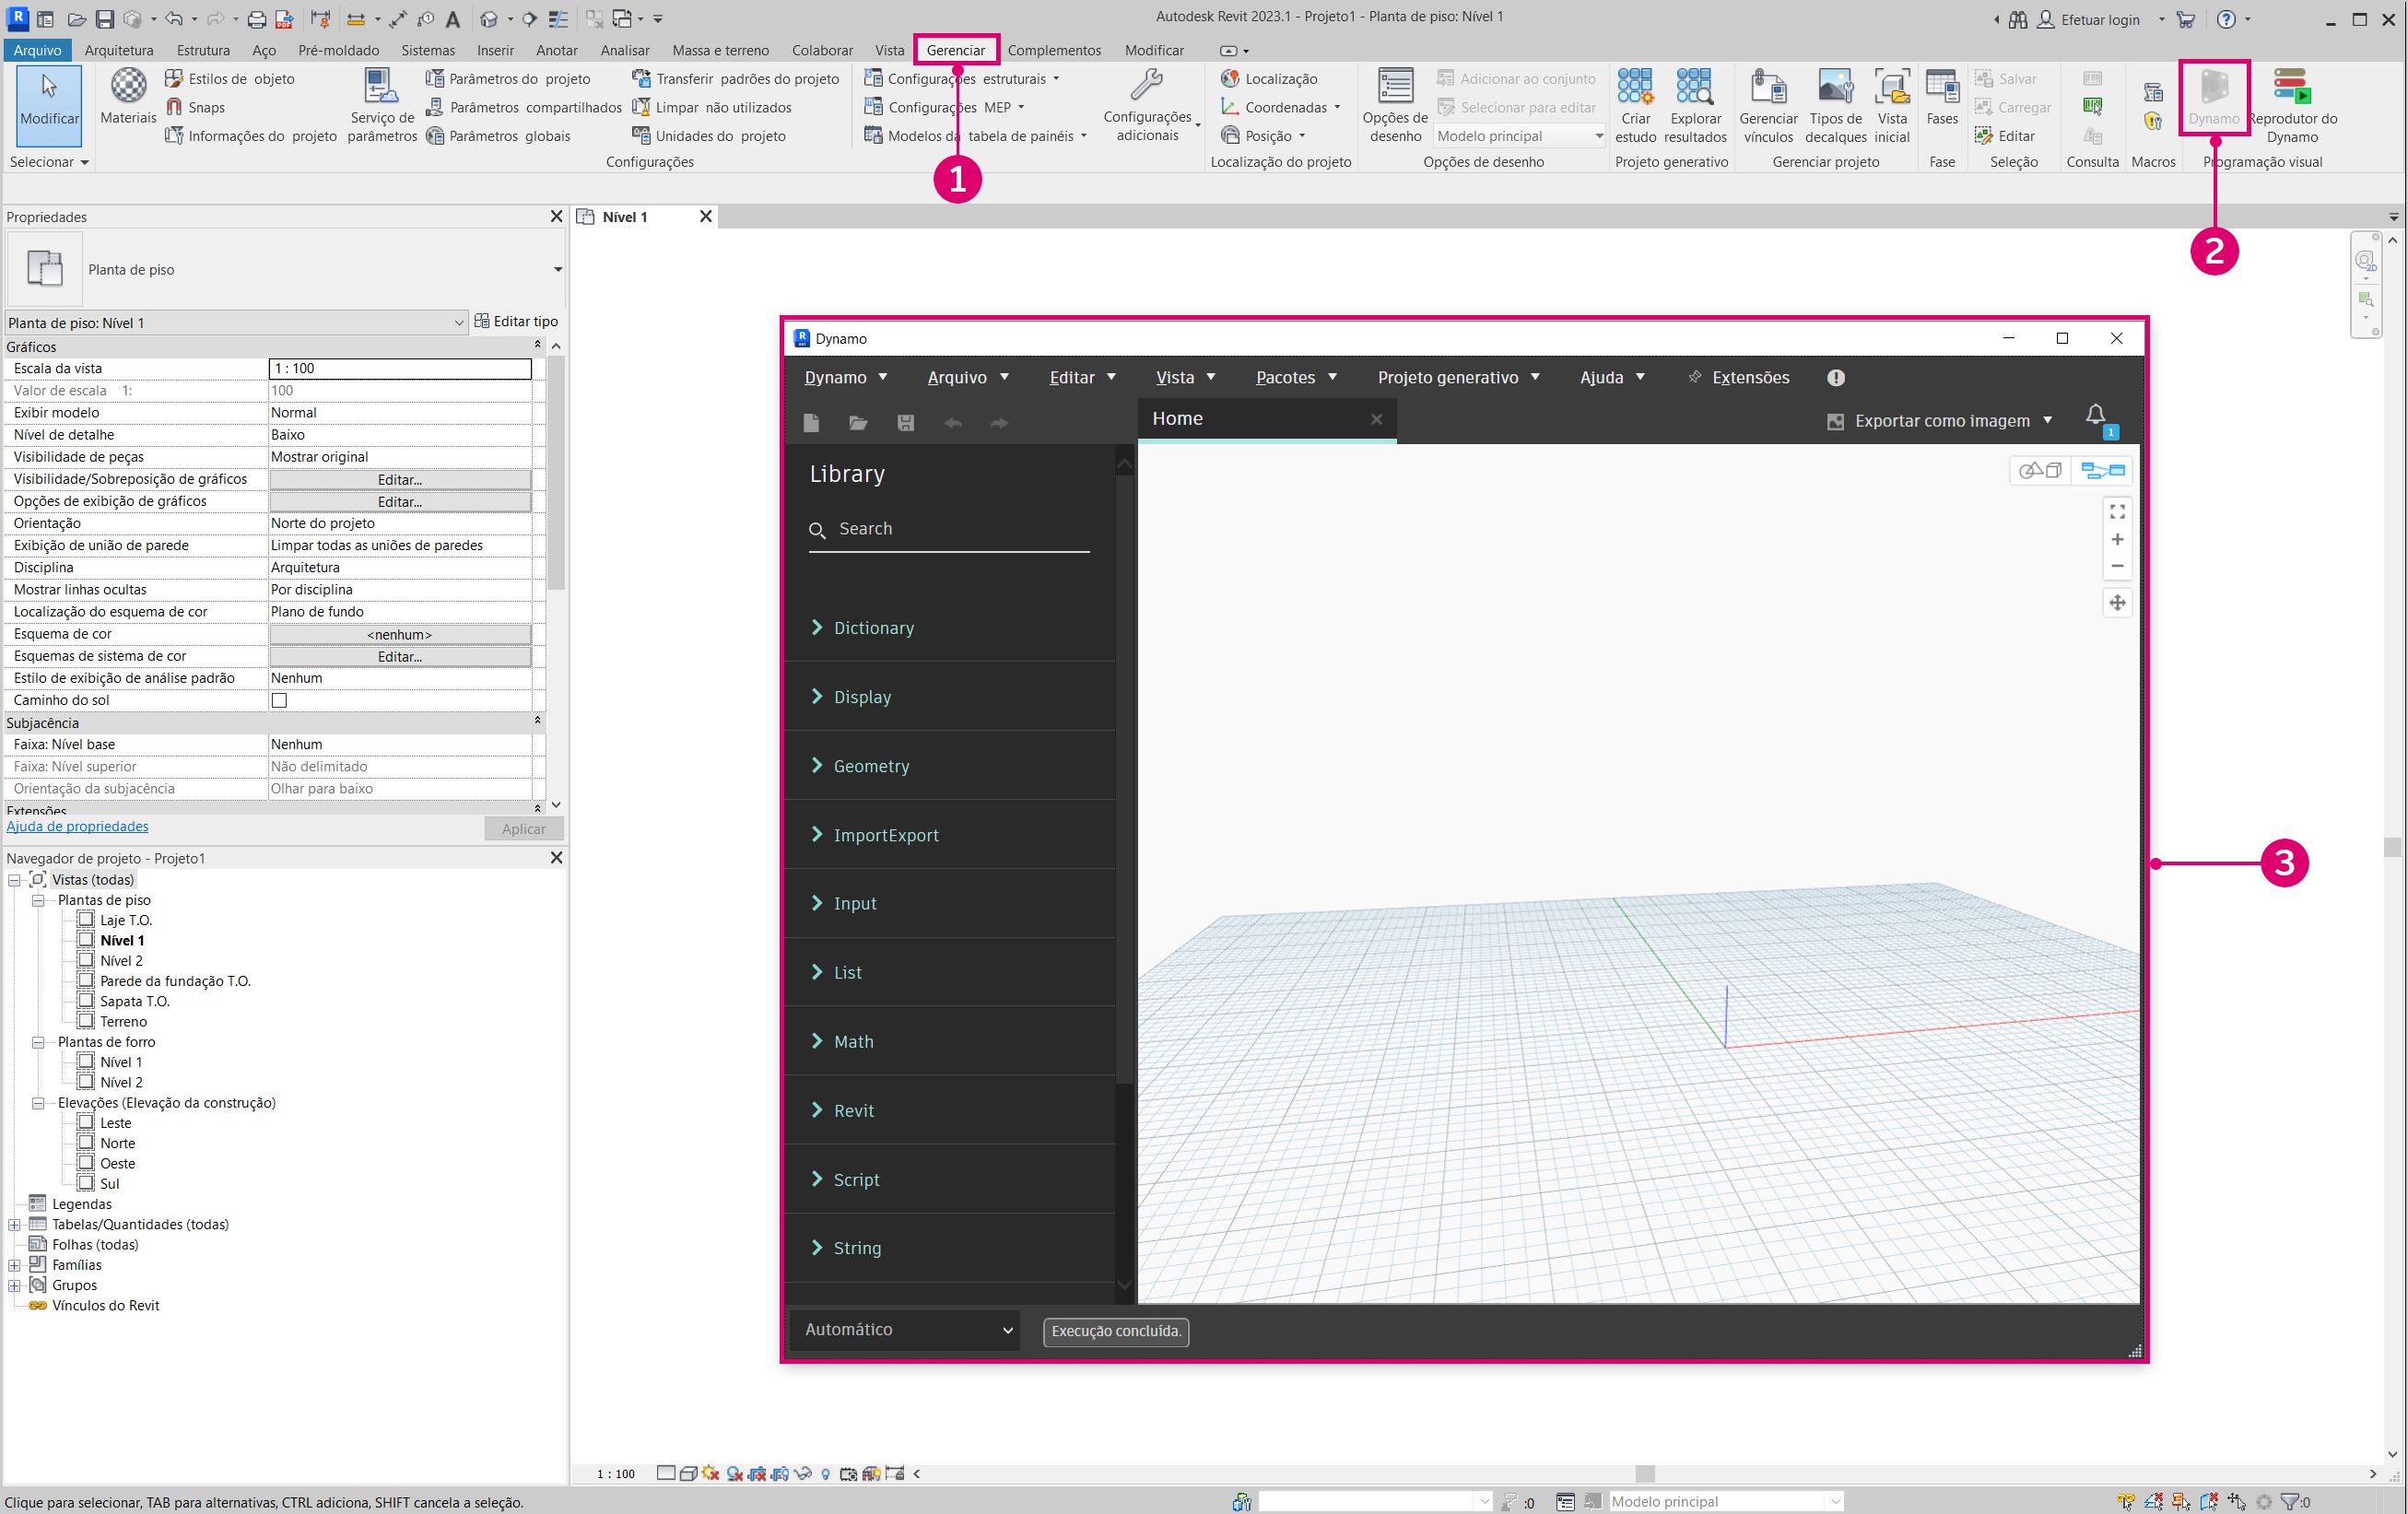 Autodesk Revit 2023.1 - Projeto1 - Planta de piso: Nível 1
Efetuar login
Arquivo Arquitetura Estrutura Aço Pré-moldado Sistemas Inserir Anotar Analisar Massa e terreno Colaborar Vista Gerenciar Complementos Modificar
Modificar
Selecionar
Materiais
Estilos de objeto
Snaps
Informações do projeto
Serviço de parâmetros
Parâmetros do projeto
Parâmetros compartilhados
Parâmetros globais
Transferir padrões do projeto
Limpar não utilizados
Unidades do projeto
Configurações
Configurações estruturais
Configurações MEP
Modelos da tabela de painéis
Configurações adicionais
Localização
Coordenadas
Posição
Localização do projeto
Opções de desenho
Adicionar ao conjunto
Selecionar para editar
Modelo principal
Opções de desenho
Criar estudo
Explorar resultados
Projeto generativo
Gerenciar vínculos
Tipos de decalques
Vista inicial
Gerenciar projeto
Fases
Fase
Salvar
Carregar
Editar
Seleção
Consulta
Macros
Dynamo
Reprodutor do Dynamo
Programação visual
1
2
Propriedades
Planta de piso
Planta de piso: Nível 1
Editar tipo
Gráficos
Escala da vista 1 : 100
Valor de escala 1: 100
Exibir modelo Normal
Nível de detalhe Baixo
Visibilidade de peças Mostrar original
Visibilidade/Sobreposição de gráficos Editar...
Opções de exibição de gráficos Editar...
Orientação Norte do projeto
Exibição de união de parede Limpar todas as uniões de paredes
Disciplina Arquitetura
Mostrar linhas ocultas Por disciplina
Localização do esquema de cor Plano de fundo
Esquema de cor <nenhum>
Esquemas de sistema de cor Editar...
Estilo de exibição de análise padrão Nenhum
Caminho do sol
Subjacência
Faixa: Nível base Nenhum
Faixa: Nível superior Não delimitado
Orientação da subjacência Olhar para baixo
Extensões
Ajuda de propriedades
Aplicar
Navegador de projeto - Projeto1
Vistas (todas)
Plantas de piso
Laje T.O.
Nível 1
Nível 2
Parede da fundação T.O.
Sapata T.O.
Terreno
Plantas de forro
Nível 1
Nível 2
Elevações (Elevação da construção)
Leste
Norte
Oeste
Sul
Legendas
Tabelas/Quantidades (todas)
Folhas (todas)
Famílias
Grupos
Vínculos do Revit
Nível 1
2D
Dynamo
Dynamo Arquivo Editar Vista Pacotes Projeto generativo Ajuda Extensões
Home
Exportar como imagem
1
Library
Search
Dictionary
Display
Geometry
ImportExport
Input
List
Math
Revit
Script
String
Automático
Execução concluída.
3
1 : 100
Clique para selecionar, TAB para alternativas, CTRL adiciona, SHIFT cancela a seleção.
:0
Modelo principal
:0